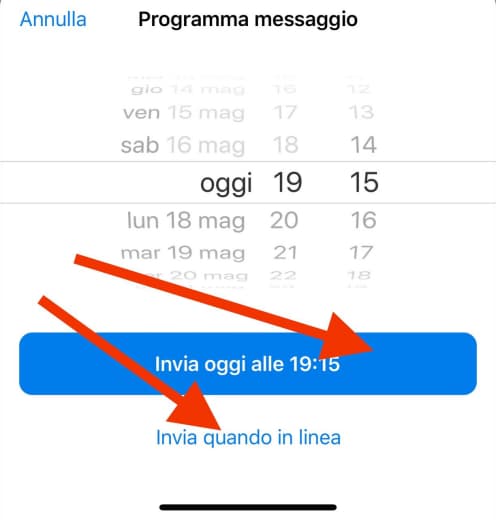 Annulla Programma messaggio
gio 14 mag 16 12
ven 15 mag 17 13
sab 16 mag 18 14
oggi 19 15
lun 18 mag 20 16
mar 19 mag 21 17
20 mag 22 18
Invia oggi alle 19:15
Invia quando in linea